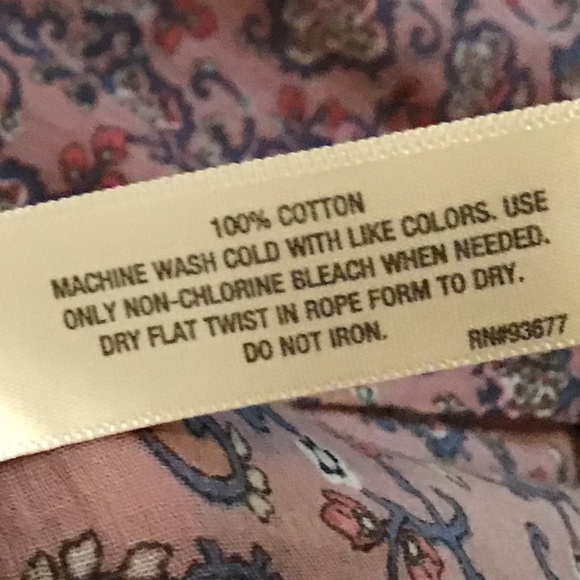 100% COTTON
MACHINE WASH COLD WITH LIKE COLORS. USE
ONLY NON-CHLORINE BLEACH WHEN NEEDED.
DRY FLAT TWIST IN ROPE FORM TO DRY.
DO NOT IRON.
RN#93677